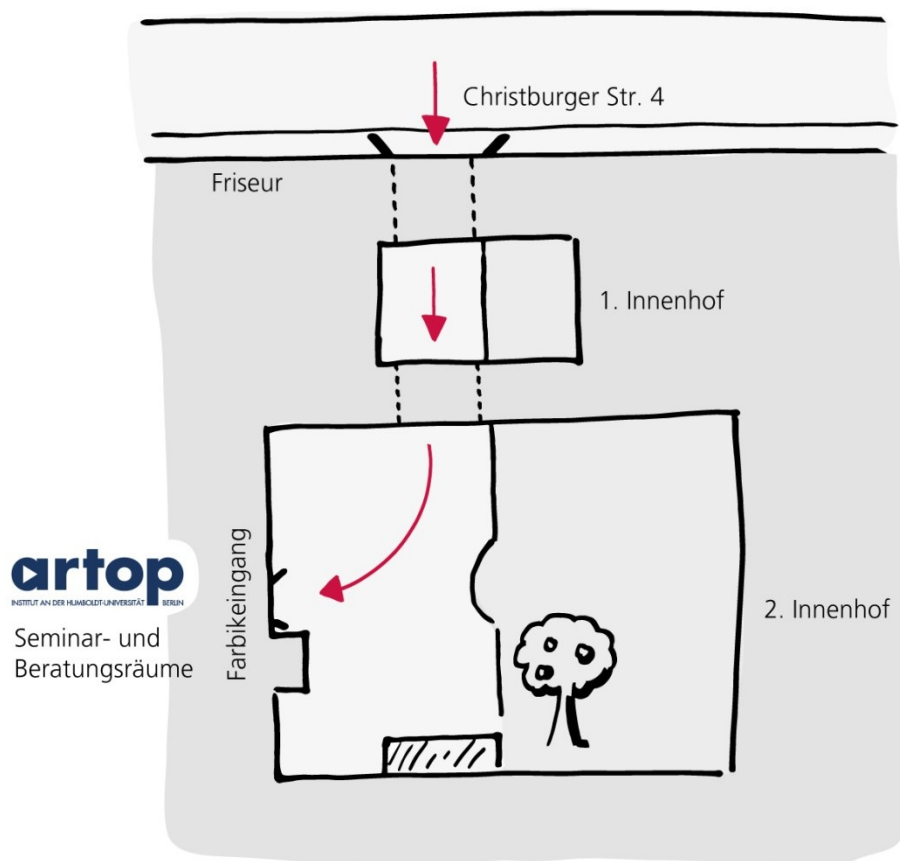 Christburger Str. 4
Friseur
1. Innenhof
Farbikeingang
artop
INSTITUT AN DER HUMBOLDT-UNIVERSITÄT BERLIN
Seminar- und
Beratungsräume
2. Innenhof